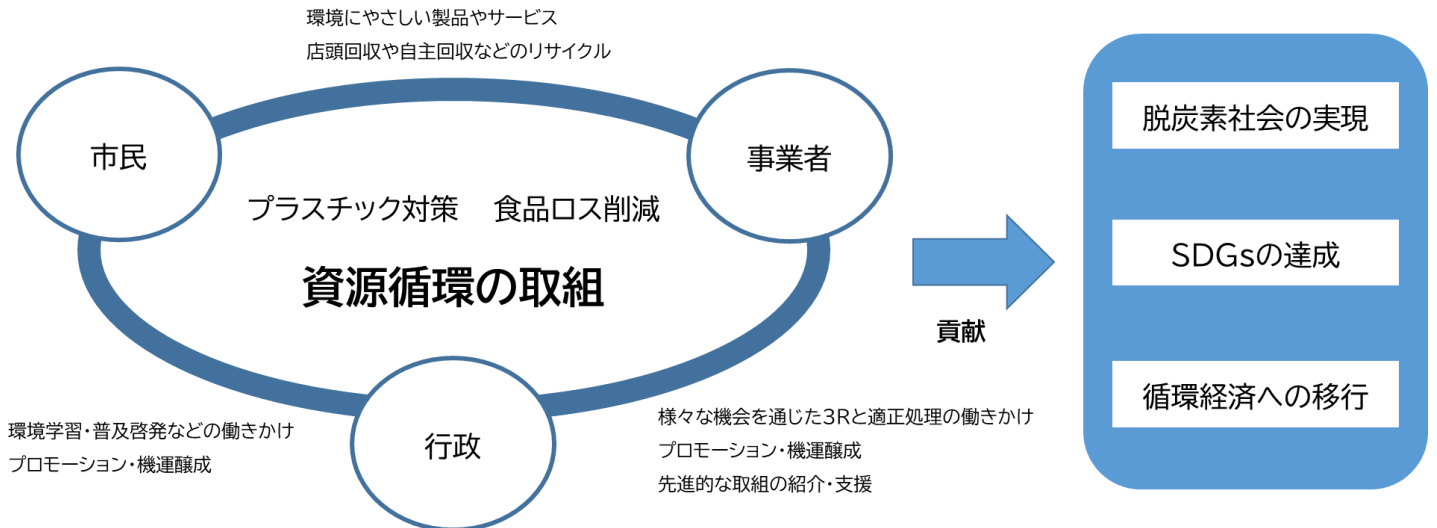 環境にやさしい製品やサービス
店頭回収や自主回収などのリサイクル
市民
事業者
プラスチック対策 食品ロス削減
資源循環の取組
行政
環境学習・普及啓発などの働きかけ
プロモーション・機運醸成
様々な機会を通じた3Rと適正処理の働きかけ
プロモーション・機運醸成
先進的な取組の紹介・支援
貢献
脱炭素社会の実現
SDGsの達成
循環経済への移行